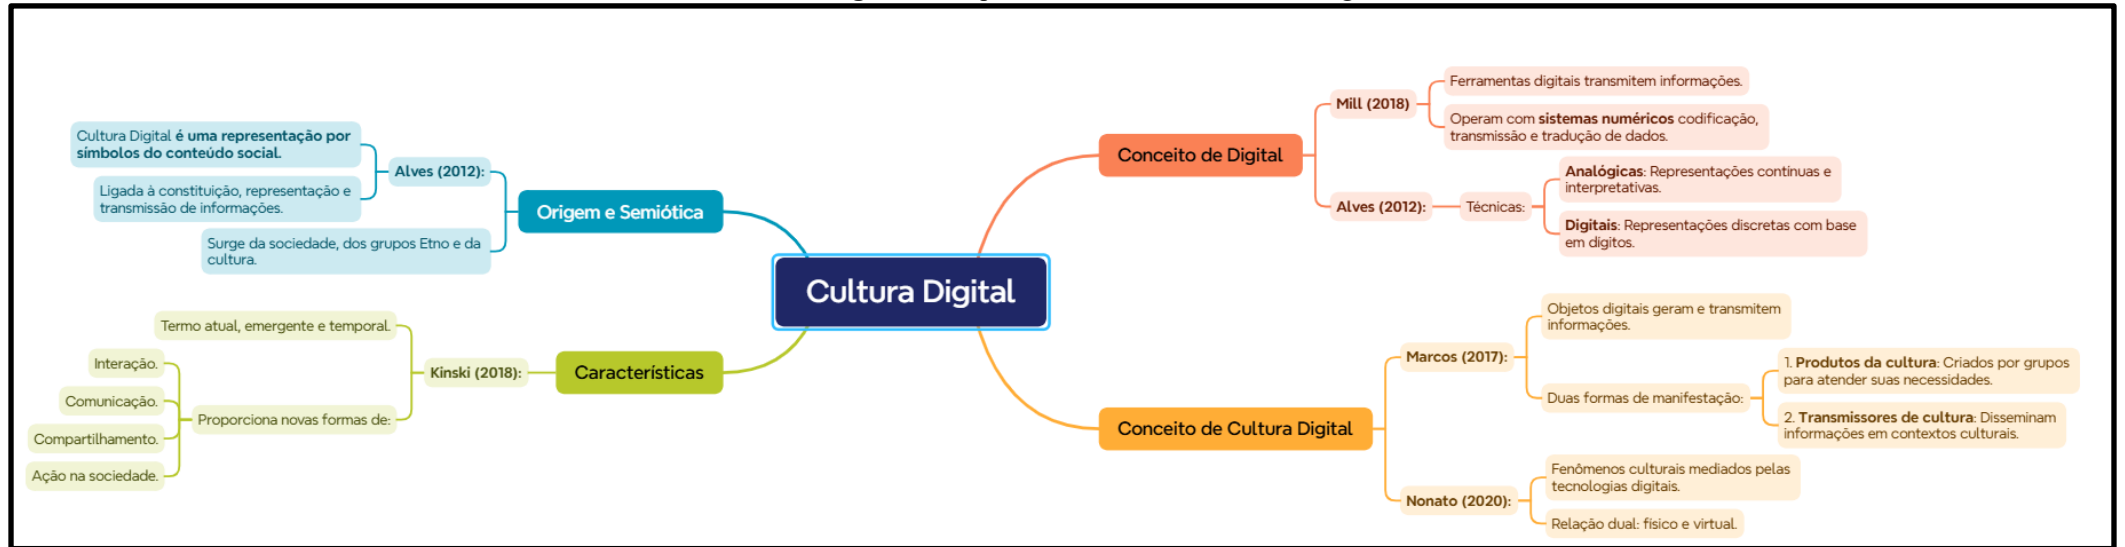 Cultura Digital
Conceito de Digital
Mill (2018)
Ferramentas digitais transmitem informações.
Operam com sistemas numéricos codificação,
transmissão e tradução de dados.
Alves (2012):
Técnicas:
Analógicas: Representações contínuas e
interpretativas.
Digitais: Representações discretas com base
em dígitos.
Conceito de Cultura Digital
Marcos (2017):
Objetos digitais geram e transmitem
informações.
Duas formas de manifestação:
1. Produtos da cultura: Criados por grupos
para atender suas necessidades.
2. Transmissores de cultura: Disseminam
informações em contextos culturais.
Nonato (2020):
Fenômenos culturais mediados pelas
tecnologias digitais.
Relação dual: físico e virtual.
Origem e Semiótica
Alves (2012):
Cultura Digital é uma representação por
símbolos do conteúdo social.
Ligada à constituição, representação e
transmissão de informações.
Surge da sociedade, dos grupos Etno e da
cultura.
Características
Kinski (2018):
Termo atual, emergente e temporal.
Proporciona novas formas de:
Interação.
Comunicação.
Compartilhamento.
Ação na sociedade.